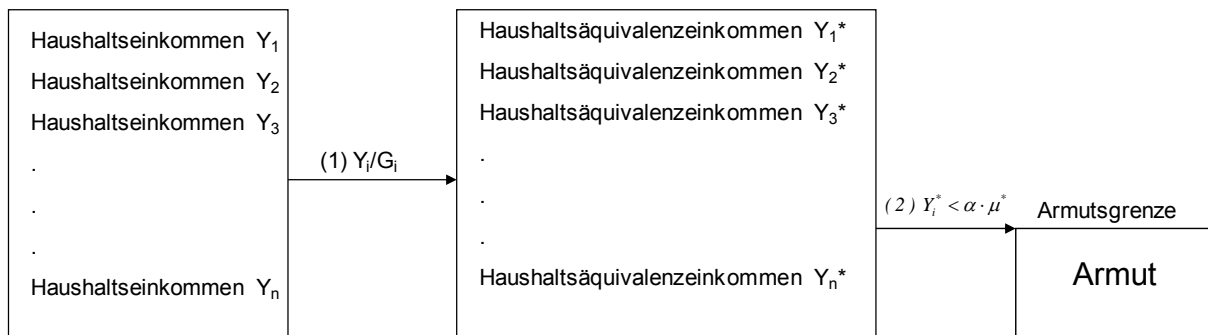 Haushaltseinkommen Y₁
Haushaltseinkommen Y₂
Haushaltseinkommen Y₃
.
.
.
Haushaltseinkommen Yₙ
(1) Yᵢ/Gᵢ
Haushaltsäquivalenzeinkommen Y₁*
Haushaltsäquivalenzeinkommen Y₂*
Haushaltsäquivalenzeinkommen Y₃*
.
.
.
Haushaltsäquivalenzeinkommen Yₙ*
(2) Yᵢ* < α · μ*
Armutsgrenze
Armut